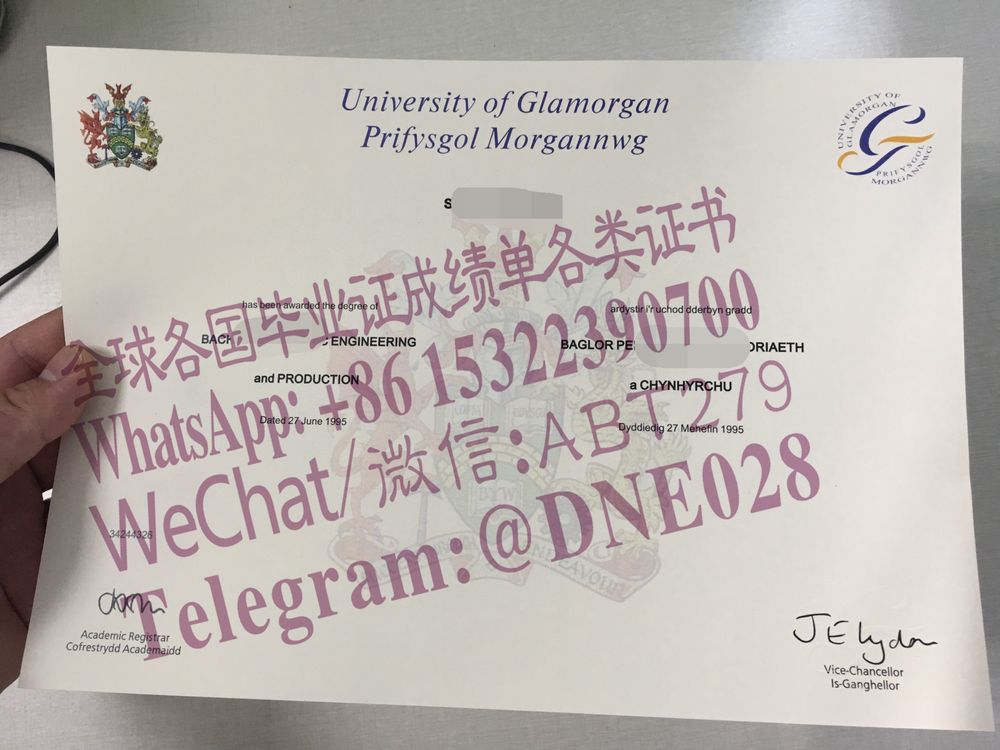 University of Glamorgan
Prifysgol Morgannwg
UNIVERSITY OF GLAMORGAN
PRIFYSGOL MORGANNWG
S
全球各国毕业证成绩单各类证书
has been awarded the degree of
ardystir i'r uchod dderbyn gradd
ENGINEERING
BAGLOR
WhatsApp: +86 15322390700
and PRODUCTION
a CHYNHYRCHU
Dated 27 June 1995
Dyddiedig 27 Mehefin 1995
WeChat/微信:ABT279
34244326
Telegram:@DNE028
Academic Registrar
Cofrestrydd Academaidd
J E Lydon
Vice-Chancellor
Is-Ganghellor